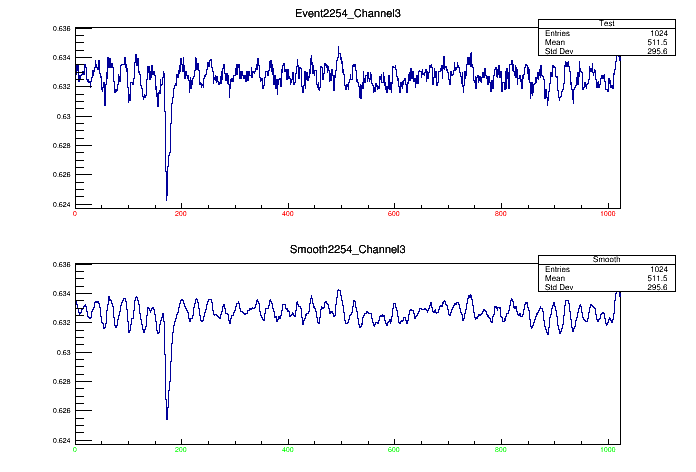 Event2254_Channel3
Test
Entries 1024
Mean 511.5
Std Dev 295.6
0.636
0.634
0.632
0.63
0.628
0.626
0.624
0 200 400 600 800 1000
Smooth2254_Channel3
Smooth
Entries 1024
Mean 511.5
Std Dev 295.6
0.636
0.634
0.632
0.63
0.628
0.626
0.624
0 200 400 600 800 1000